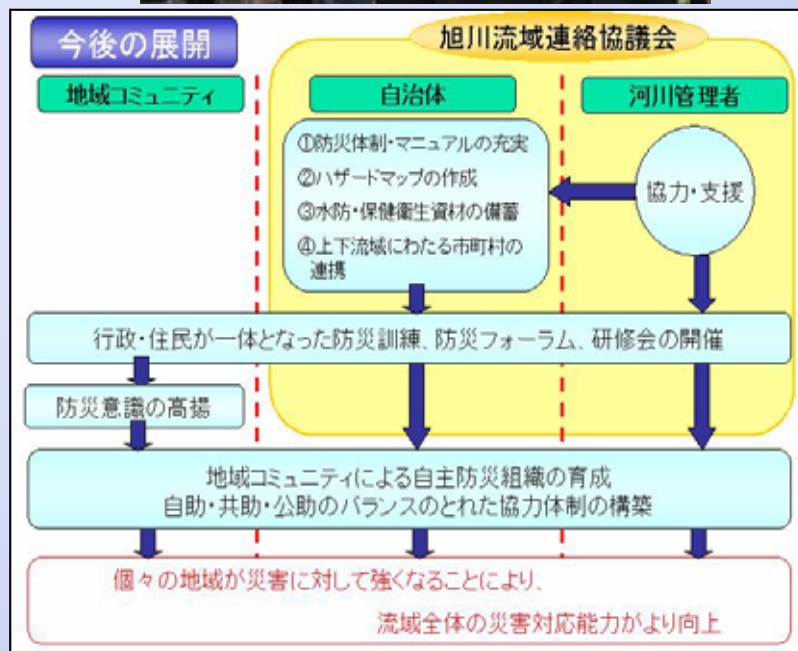 今後の展開
旭川流域連絡協議会
地域コミュニティ
自治体
河川管理者
①防災体制・マニュアルの充実
②ハザードマップの作成
③水防・保健衛生資材の備蓄
④上下流域にわたる市町村の
連携
協力・支援
行政・住民が一体となった防災訓練、防災フォーラム、研修会の開催
防災意識の高揚
地域コミュニティによる自主防災組織の育成
自助・共助・公助のバランスのとれた協力体制の構築
個々の地域が災害に対して強くなることにより、
流域全体の災害対応能力がより向上